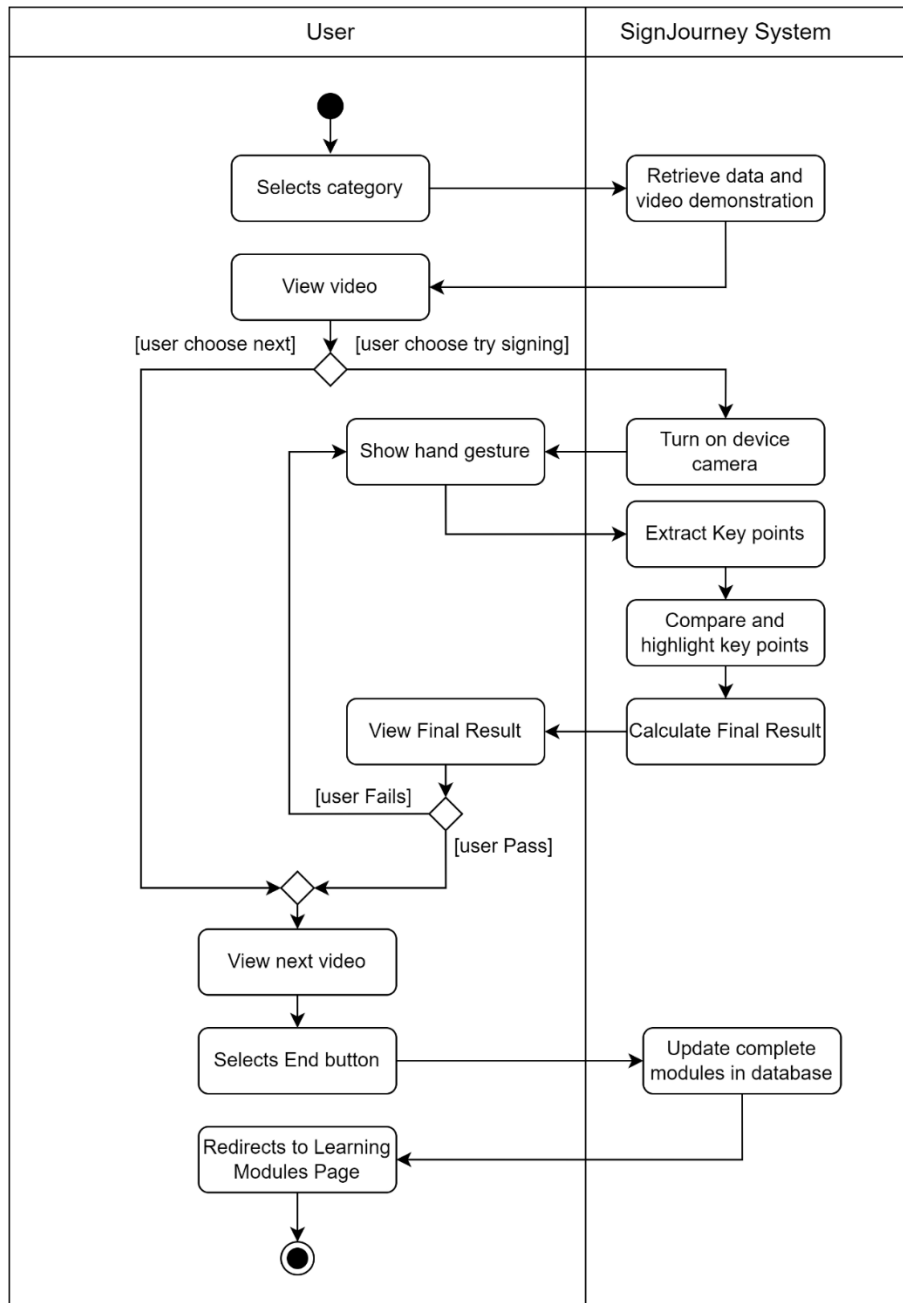 User
SignJourney System
Selects category
Retrieve data and
video demonstration
View video
[user choose next]
[user choose try signing]
Show hand gesture
Turn on device
camera
Extract Key points
Compare and
highlight key points
View Final Result
Calculate Final Result
[user Fails]
[user Pass]
View next video
Selects End button
Update complete
modules in database
Redirects to Learning
Modules Page